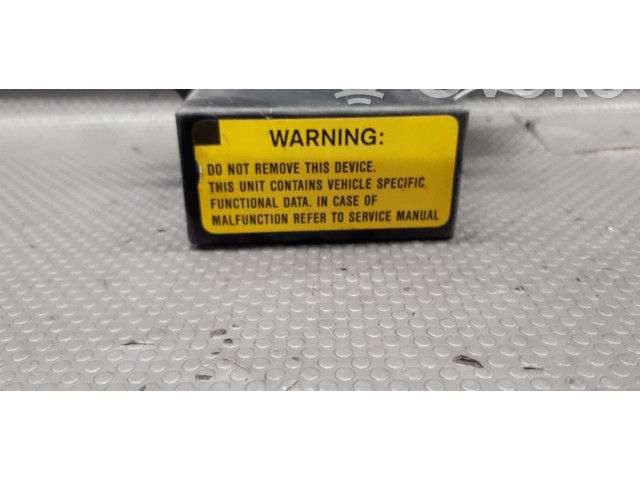 WARNING:
DO NOT REMOVE THIS DEVICE.
THIS UNIT CONTAINS VEHICLE SPECIFIC
FUNCTIONAL DATA. IN CASE OF
MALFUNCTION REFER TO SERVICE MANUAL